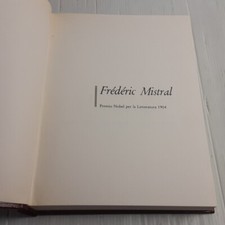 Frédéric Mistral
Premio Nobel per la Letteratura 1904